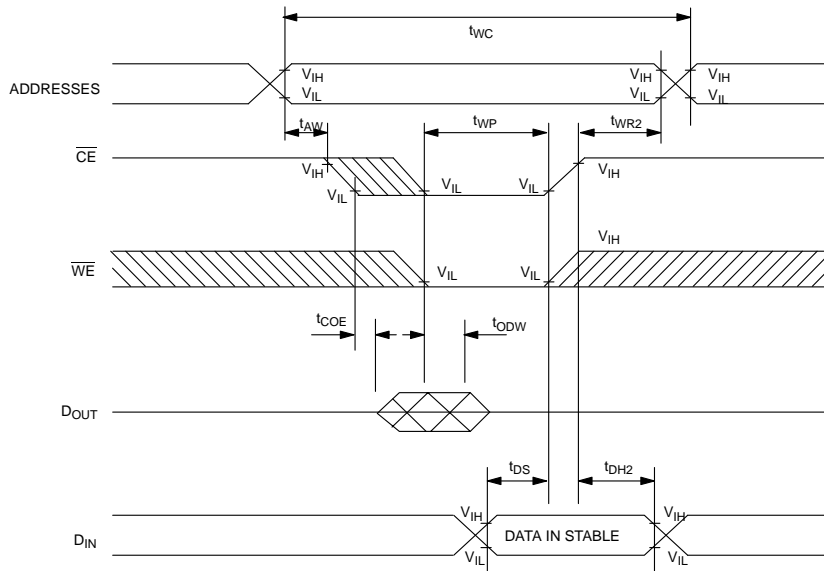 tWC
ADDRESSES
VIH VIH VIH
VIL VIL VIL
tAW tWP tWR2
CE
VIH VIH
VIL VIL VIL
VIH
WE
VIL VIL
tCOE tODW
DOUT
tDS tDH2
VIH VIH
DIN DATA IN STABLE
VIL VIL